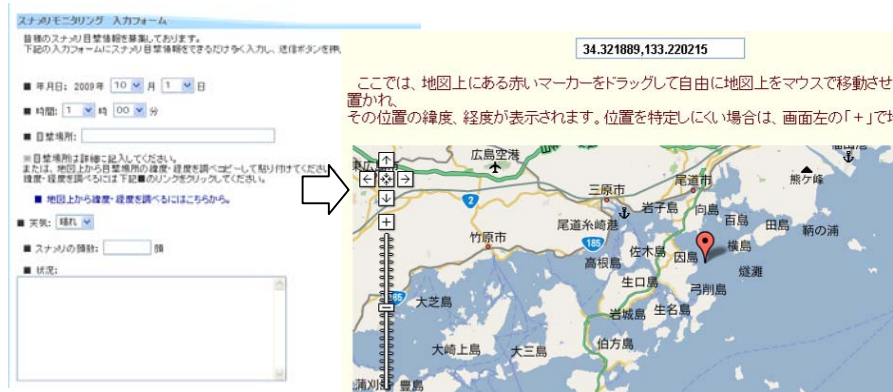 スナメリモニタリング 入力フォーム
皆様のスナメリ目撃情報を募集しております。
下記の入力フォームにスナメリ目撃情報をできるだけ多く入力し、送信ボタンを押
■ 年月日: 2009年 10 月 1 日
■ 時間: 1 時 00 分
■ 目撃場所:
※目撃場所は詳細に記入してください。
または、地図上から目撃場所の緯度・経度を調べコピーして貼り付けてください
緯度・経度を調べるには下記■のリンクをクリックしてください。
■ 地図上から緯度・経度を調べるにはこちらから。
■ 天気: 晴れ
■ スナメリの頭数: 頭
■ 状況:
34.321889,133.220215
ここでは、地図上にある赤いマーカーをドラッグして自由に地図上をマウスで移動させ
置かれ、
その位置の緯度、経度が表示されます。位置を特定しにくい場合は、画面左の「+」で地
広島空港
東広島
三原市
尾道市
熊ケ峰
2
岩子島
向島
尾道糸崎港
百島
田島
鞆の浦
竹原市
185
佐木島
因島
横島
高根島
燧灘
生口島
弓削島
185
大芝島
岩城島
生名島
伯方島
大崎上島
大三島
蒲刈
豊島